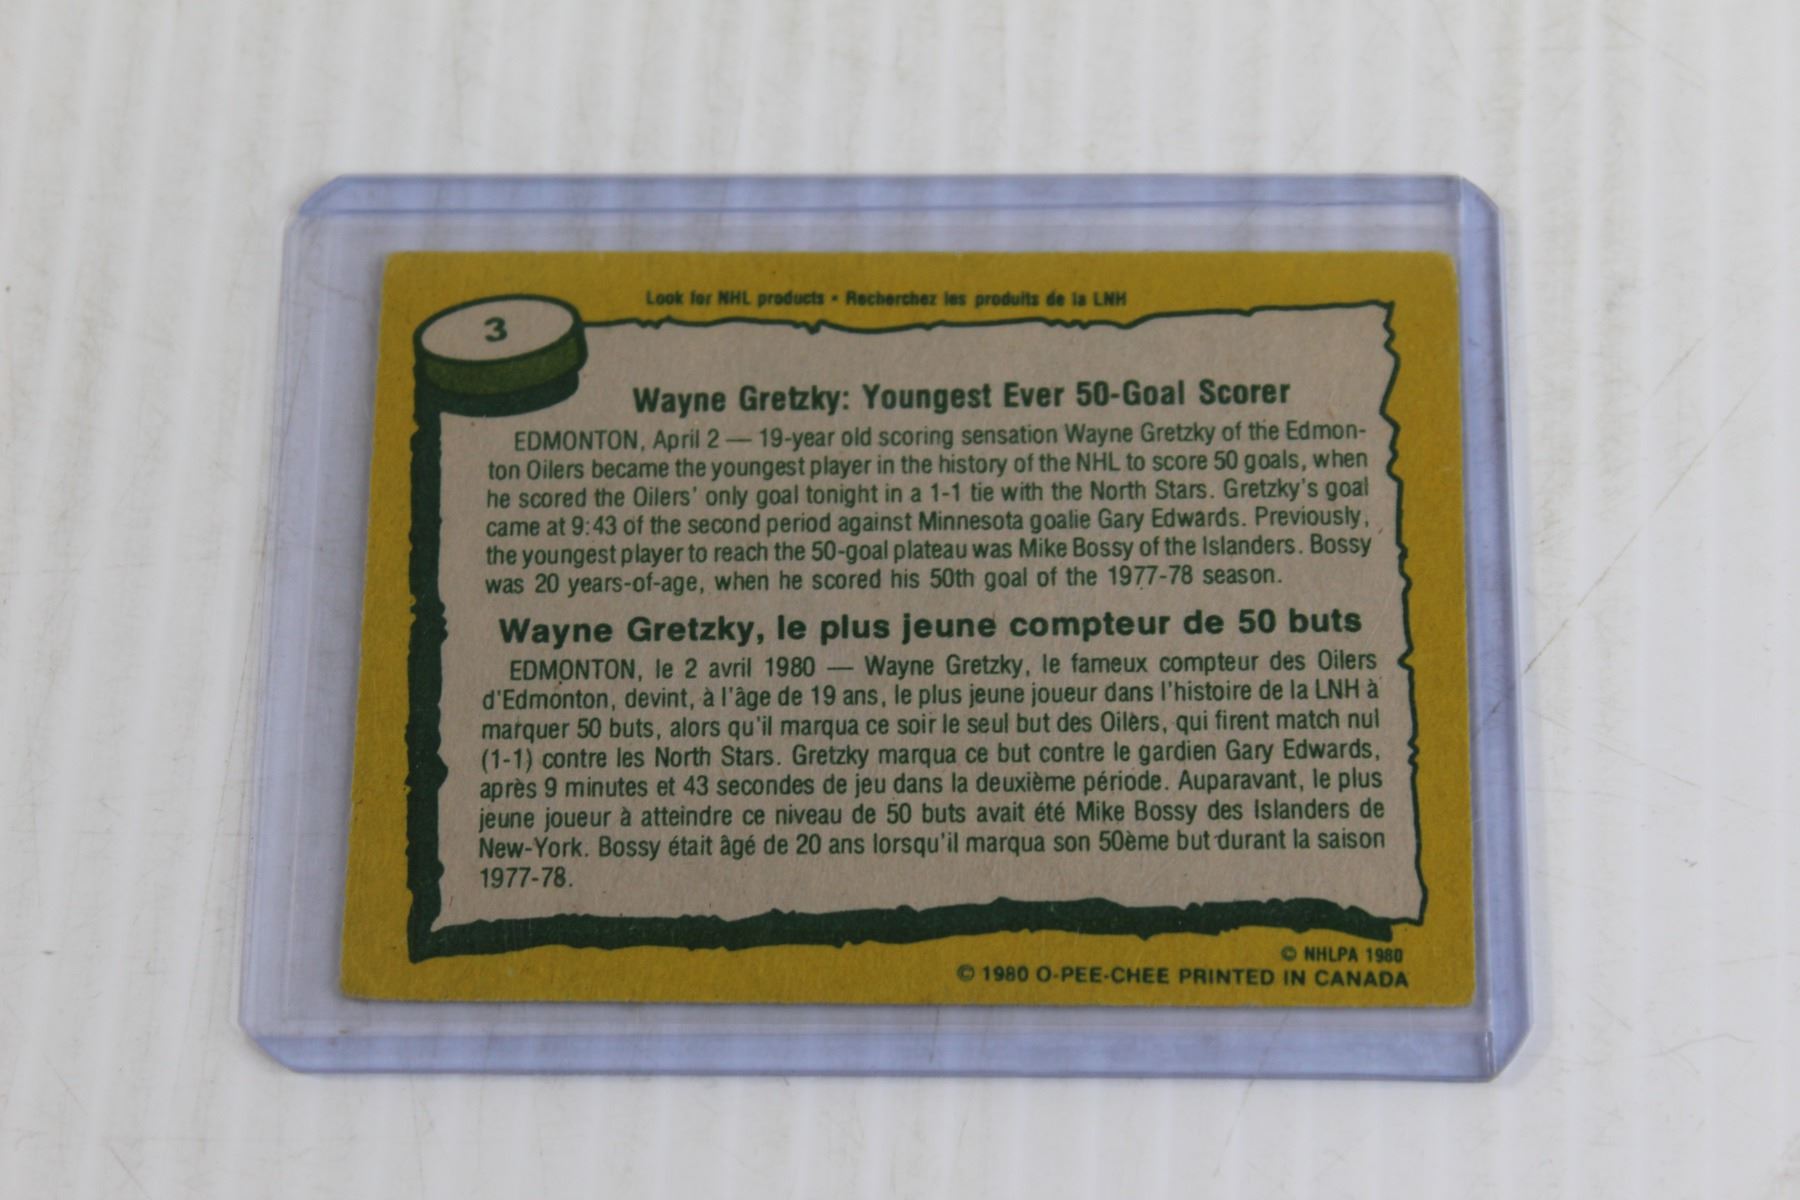 Look for NHL products • Recherchez les produits de la LNH
3
Wayne Gretzky: Youngest Ever 50-Goal Scorer
EDMONTON, April 2 — 19-year old scoring sensation Wayne Gretzky of the Edmon-
ton Oilers became the youngest player in the history of the NHL to score 50 goals, when
he scored the Oilers' only goal tonight in a 1-1 tie with the North Stars. Gretzky's goal
came at 9:43 of the second period against Minnesota goalie Gary Edwards. Previously,
the youngest player to reach the 50-goal plateau was Mike Bossy of the Islanders. Bossy
was 20 years-of-age, when he scored his 50th goal of the 1977-78 season.
Wayne Gretzky, le plus jeune compteur de 50 buts
EDMONTON, le 2 avril 1980 — Wayne Gretzky, le fameux compteur des Oilers
d'Edmonton, devint, à l'âge de 19 ans, le plus jeune joueur dans l'histoire de la LNH à
marquer 50 buts, alors qu'il marqua ce soir le seul but des Oilers, qui firent match nul
(1-1) contre les North Stars. Gretzky marqua ce but contre le gardien Gary Edwards,
après 9 minutes et 43 secondes de jeu dans la deuxième période. Auparavant, le plus
jeune joueur à atteindre ce niveau de 50 buts avait été Mike Bossy des Islanders de
New-York. Bossy était âgé de 20 ans lorsqu'il marqua son 50ème but durant la saison
1977-78.
© NHLPA 1980
© 1980 O-PEE-CHEE PRINTED IN CANADA